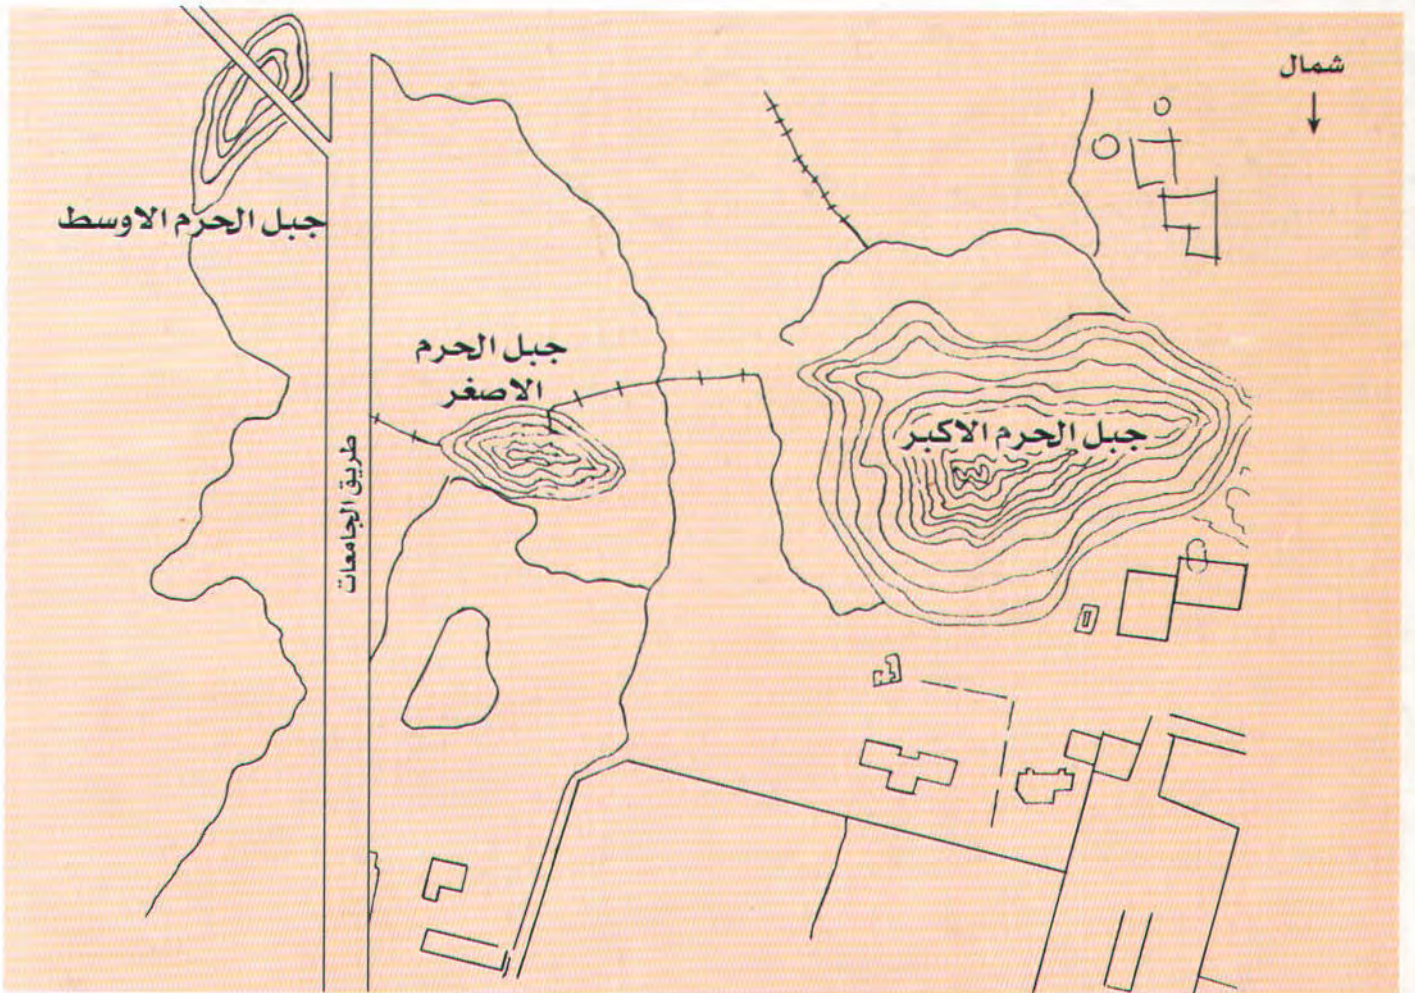 شمال
جبل الحرم الاوسط
جبل الحرم
الاصغر
جبل الحرم الاكبر
طريق الجامعات